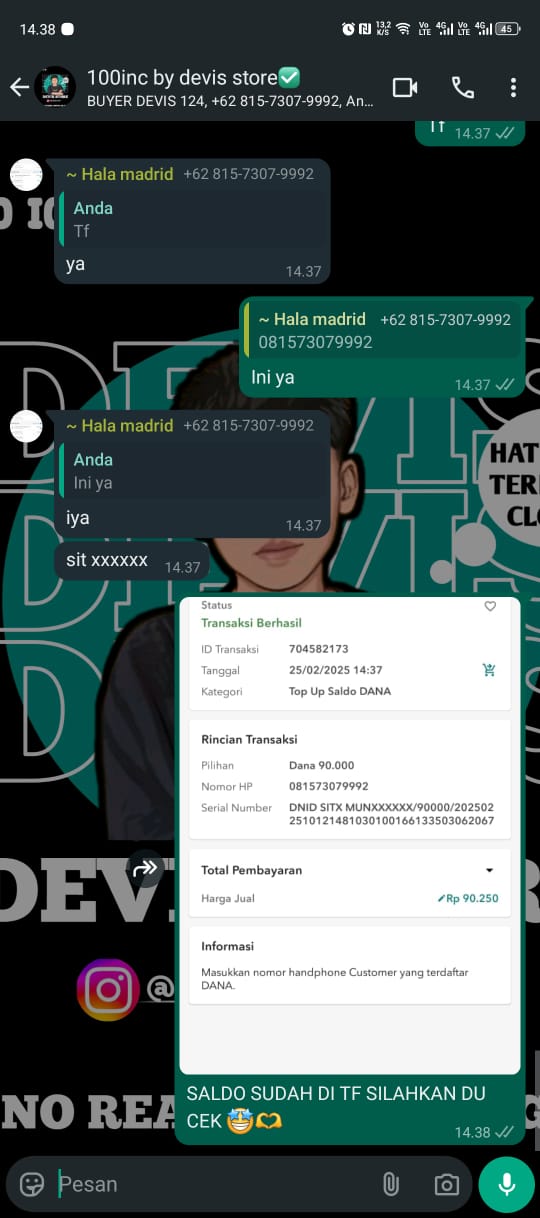 14.38
13,2 K/S
Vo LTE 4G Vo LTE 4G 45
100inc by devis store
BUYER DEVIS 124, +62 815-7307-9992, An...
14.37
~ Hala madrid +62 815-7307-9992
Anda
Tf
ya
14.37
~ Hala madrid +62 815-7307-9992
081573079992
Ini ya
14.37
~ Hala madrid +62 815-7307-9992
Anda
Ini ya
iya
14.37
sit xxxxxx 14.37
HAT
TER
CLO
Status
Transaksi Berhasil
ID Transaksi 704582173
Tanggal 25/02/2025 14:37
Kategori Top Up Saldo DANA
Rincian Transaksi
Pilihan Dana 90.000
Nomor HP 081573079992
Serial Number DNID SITX MUNXXXXXX/90000/202502
25101214810301001661335030​62067
Total Pembayaran
Harga Jual Rp 90.250
Informasi
Masukkan nomor handphone Customer yang terdaftar
DANA.
DEV
@
NO REA
SALDO SUDAH DI TF SILAHKAN DU
CEK
14.38
Pesan